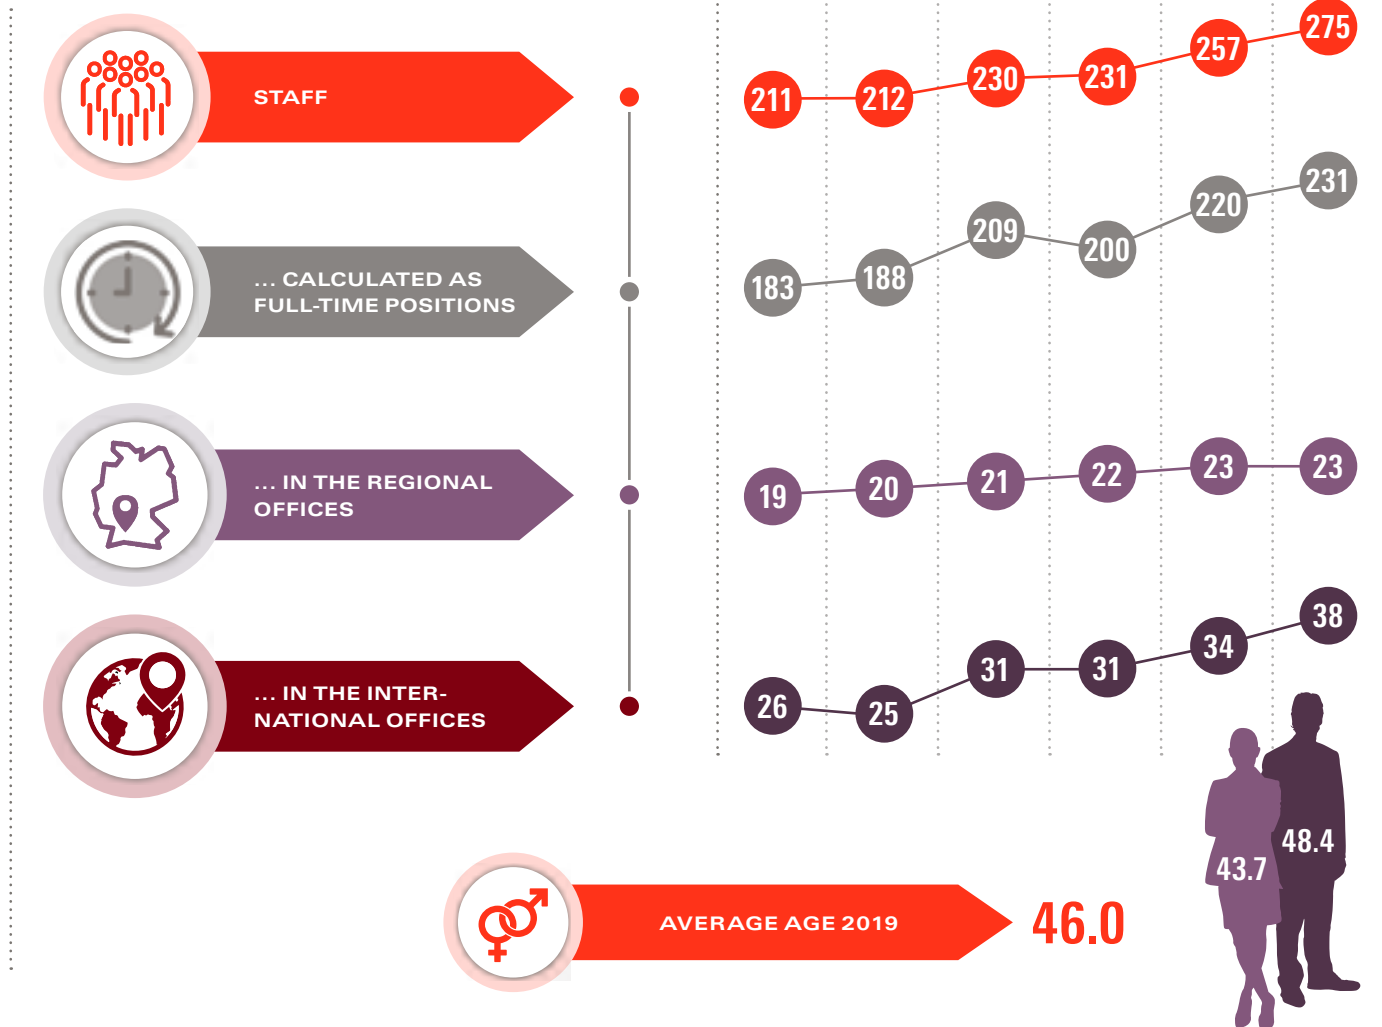 STAFF
211 212 230 231 257 275
... CALCULATED AS
FULL-TIME POSITIONS
183 188 209 200 220 231
... IN THE REGIONAL
OFFICES
19 20 21 22 23 23
... IN THE INTER-
NATIONAL OFFICES
26 25 31 31 34 38
AVERAGE AGE 2019
46.0
43.7
48.4